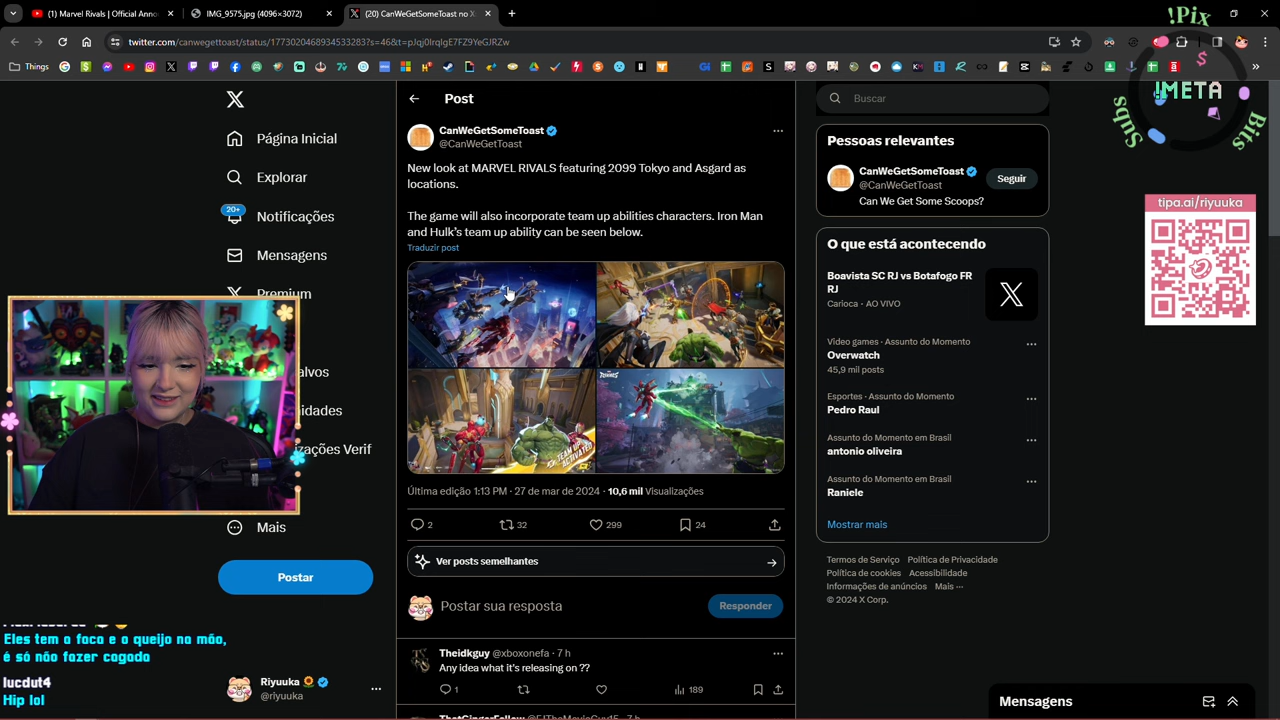 (1) Marvel Rivals | Official Anno
IMG_9575.jpg (4096×3072)
(20) CanWeGetSomeToast no X
twitter.com/canwegettoast/status/1773020468934533283?s=46&t=pJqj0lrqlgE7FZ9YeGJRZw
Things
!Pix
!META
Subs
Bits
Página Inicial
Explorar
20+
Notificações
Mensagens
Premium
Mais
Postar
Riyuuka
@riyuuka
Post
CanWeGetSomeToast
@CanWeGetToast
New look at MARVEL RIVALS featuring 2099 Tokyo and Asgard as
locations.
The game will also incorporate team up abilities characters. Iron Man
and Hulk's team up ability can be seen below.
Traduzir post
TEAM UP
ACTIVATED
Última edição 1:13 PM · 27 de mar de 2024 · 10,6 mil Visualizações
2
32
299
24
Ver posts semelhantes
Postar sua resposta
Responder
Theidkguy @xboxonefa · 7 h
Any idea what it's releasing on ??
1
189
Buscar
Pessoas relevantes
CanWeGetSomeToast
@CanWeGetToast
Seguir
Can We Get Some Scoops?
O que está acontecendo
Boavista SC RJ vs Botafogo FR
RJ
Carioca · AO VIVO
Video games · Assunto do Momento
Overwatch
45,9 mil posts
Esportes · Assunto do Momento
Pedro Raul
Assunto do Momento em Brasil
antonio oliveira
Assunto do Momento em Brasil
Raniele
Mostrar mais
Termos de Serviço Política de Privacidade
Política de cookies Acessibilidade
Informações de anúncios Mais ···
© 2024 X Corp.
tipa.ai/riyuuka
Mensagens
Eles tem o faca e o queijo na mão,
é só não fazer cagada
lucdut4
Hip lol